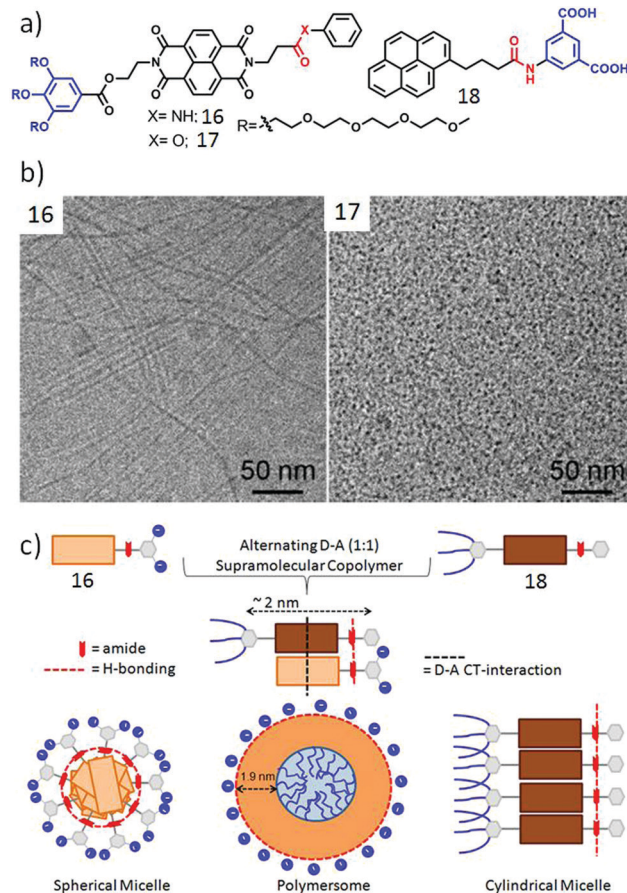 a)
RO
RO
RO
O
O
O
N
O
O
O
N
O
X
O
X= NH; 16
X= O; 17
R=
O
O
O
O
O
N
H
COOH
COOH
18
b)
16
50 nm
17
50 nm
c)
16
Alternating D-A (1:1)
Supramolecular Copolymer
18
~ 2 nm
= amide
= H-bonding
= D-A CT-interaction
1.9 nm
Spherical Micelle
Polymersome
Cylindrical Micelle